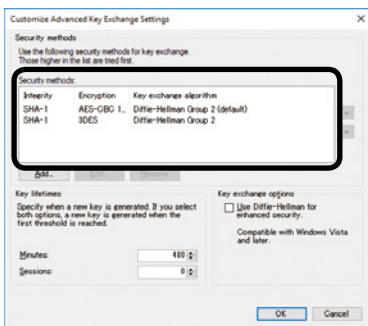 Customize Advanced Key Exchange Settings
Security methods
Use the following security methods for key exchange.
Those higher in the list are tried first.
Security methods:
Integrity Encryption Key exchange algorithm
SHA-1 AES-CBC 1... Diffie-Hellman Group 2 (default)
SHA-1 3DES Diffie-Hellman Group 2
Add... Edit... Remove
Key lifetimes
Specify when a new key is generated. If you select
both options, a new key is generated when the
first threshold is reached.
Minutes: 480
Sessions: 0
Key exchange options
Use Diffie-Hellman for
enhanced security.
Compatible with Windows Vista
and later.
OK Cancel